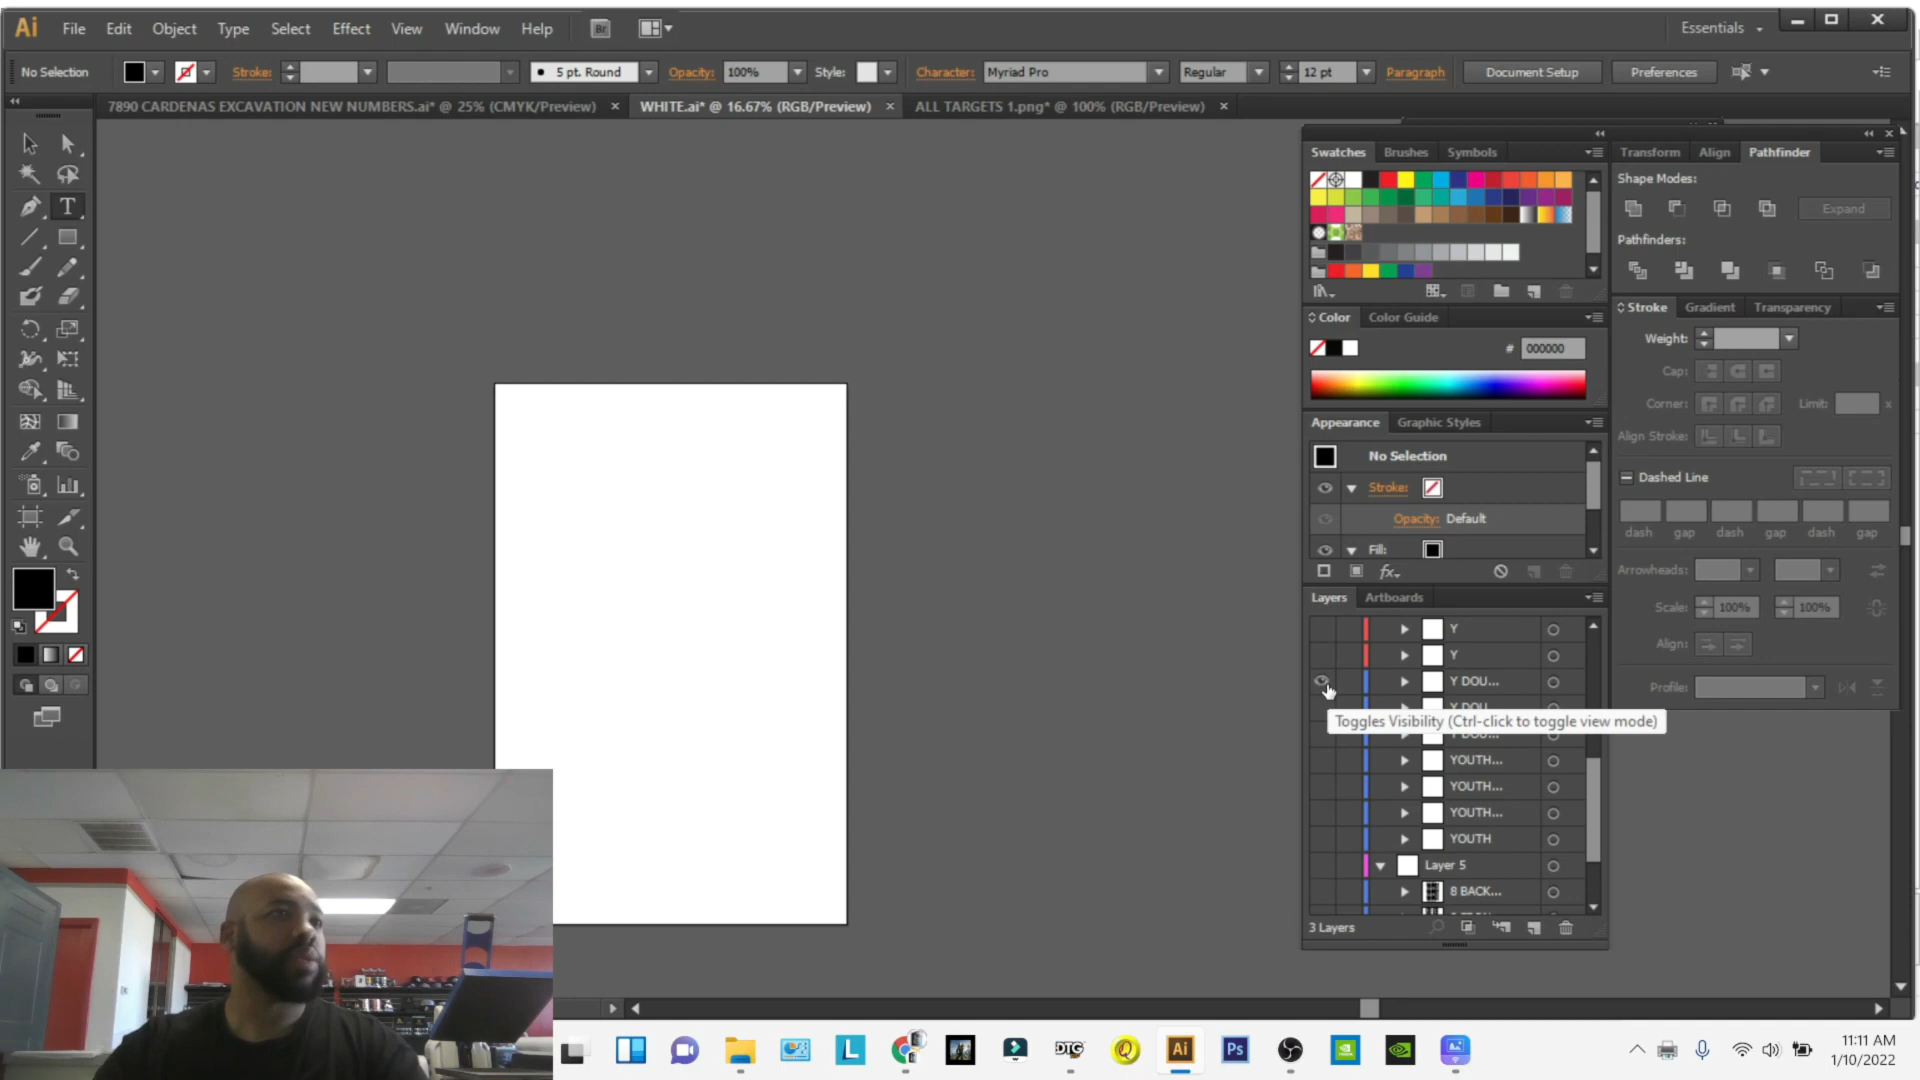 Ai File Edit Object Type Select Effect View Window Help Br Essentials
No Selection Stroke: 5 pt. Round Opacity: 100% Style: Character: Myriad Pro Regular 12 pt Paragraph Document Setup Preferences
7890 CARDENAS EXCAVATION NEW NUMBERS.ai* @ 25% (CMYK/Preview) × WHITE.ai* @ 16.67% (RGB/Preview) × ALL TARGETS 1.png* @ 100% (RGB/Preview) ×
Swatches Brushes Symbols
Transform Align Pathfinder
Shape Modes:
Expand
Pathfinders:
Color Color Guide
# 000000
Stroke Gradient Transparency
Weight:
Cap:
Corner: Limit: x
Align Stroke:
Dashed Line
dash gap dash gap dash gap
Arrowheads:
Scale: 100% 100%
Align:
Profile:
Appearance Graphic Styles
No Selection
Stroke:
Opacity: Default
Fill:
fx
Layers Artboards
Y
Y
Y DOU...
Toggles Visibility (Ctrl-click to toggle view mode)
YOUTH...
YOUTH...
YOUTH...
YOUTH
Layer 5
8 BACK...
3 Layers
T
L DTG Q Ai Ps
11:11 AM
1/10/2022